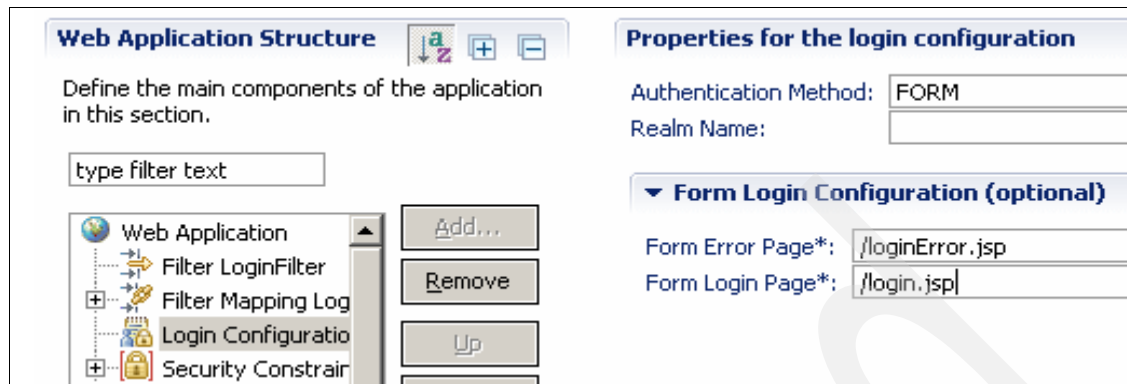 Web Application Structure
Define the main components of the application
in this section.
type filter text
Web Application
Filter LoginFilter
Filter Mapping Log
Login Configuratio
Security Constrair
Add...
Remove
Up
Properties for the login configuration
Authentication Method: FORM
Realm Name:
Form Login Configuration (optional)
Form Error Page*: /loginError.jsp
Form Login Page*: /login.jsp